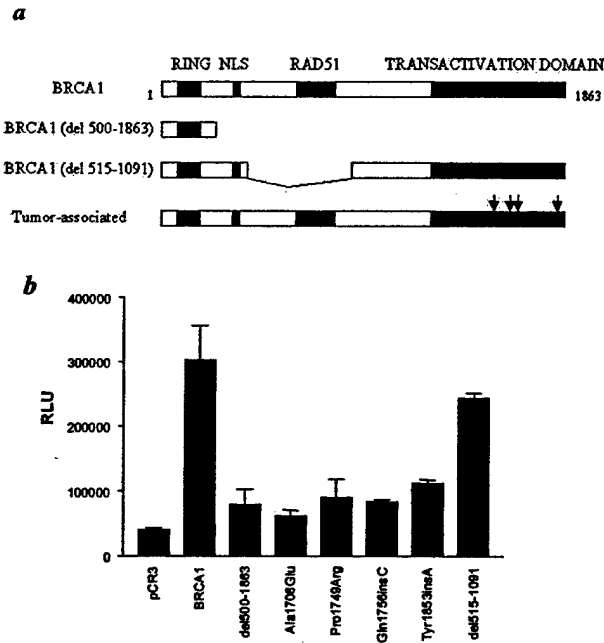 a
RING NLS RAD51 TRANSACTIVATION DOMAIN
BRCA1 1 1863
BRCA1 (del 500-1863)
BRCA1 (del 515-1091)
Tumor-associated
b
400000
300000
200000
100000
0
RLU
pCR3
BRCA1
del500-1863
Ala1706Glu
Pro1749Arg
Gln1756insC
Tyr1853insA
del515-1091